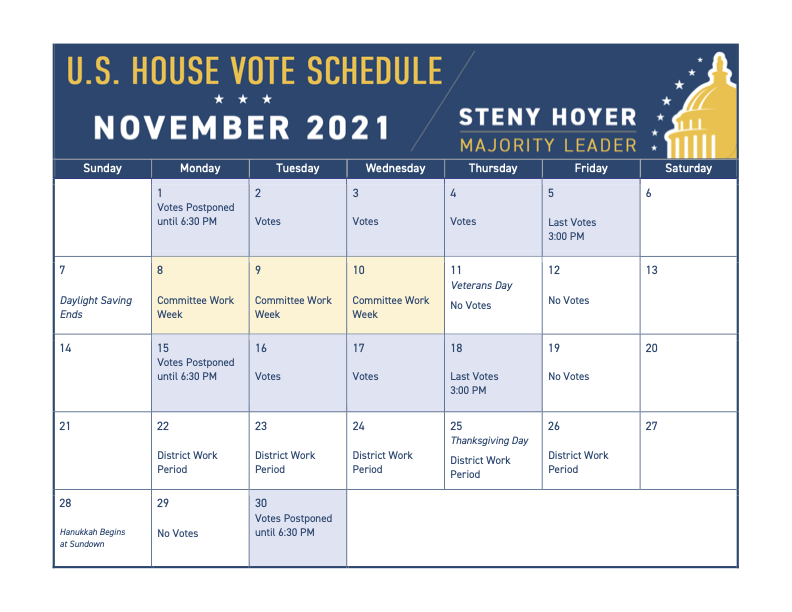 U.S. HOUSE VOTE SCHEDULE
NOVEMBER 2021
STENY HOYER
MAJORITY LEADER
Sunday Monday Tuesday Wednesday Thursday Friday Saturday
1
Votes Postponed
until 6:30 PM
2
Votes
3
Votes
4
Votes
5
Last Votes
3:00 PM
6
7
Daylight Saving
Ends
8
Committee Work
Week
9
Committee Work
Week
10
Committee Work
Week
11
Veterans Day
No Votes
12
No Votes
13
14
15
Votes Postponed
until 6:30 PM
16
Votes
17
Votes
18
Last Votes
3:00 PM
19
No Votes
20
21
22
District Work
Period
23
District Work
Period
24
District Work
Period
25
Thanksgiving Day
District Work
Period
26
District Work
Period
27
28
Hanukkah Begins
at Sundown
29
No Votes
30
Votes Postponed
until 6:30 PM